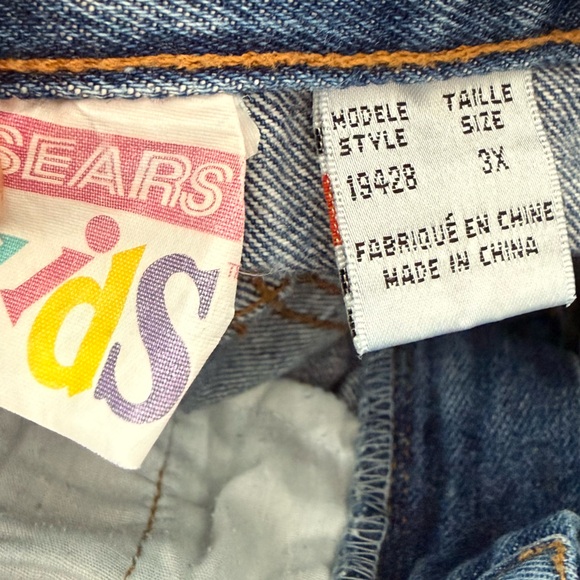 SEARS
KidS
TM
MODELE
STYLE
19428
TAILLE
SIZE
3X
FABRIQUÉ EN CHINE
MADE IN CHINA